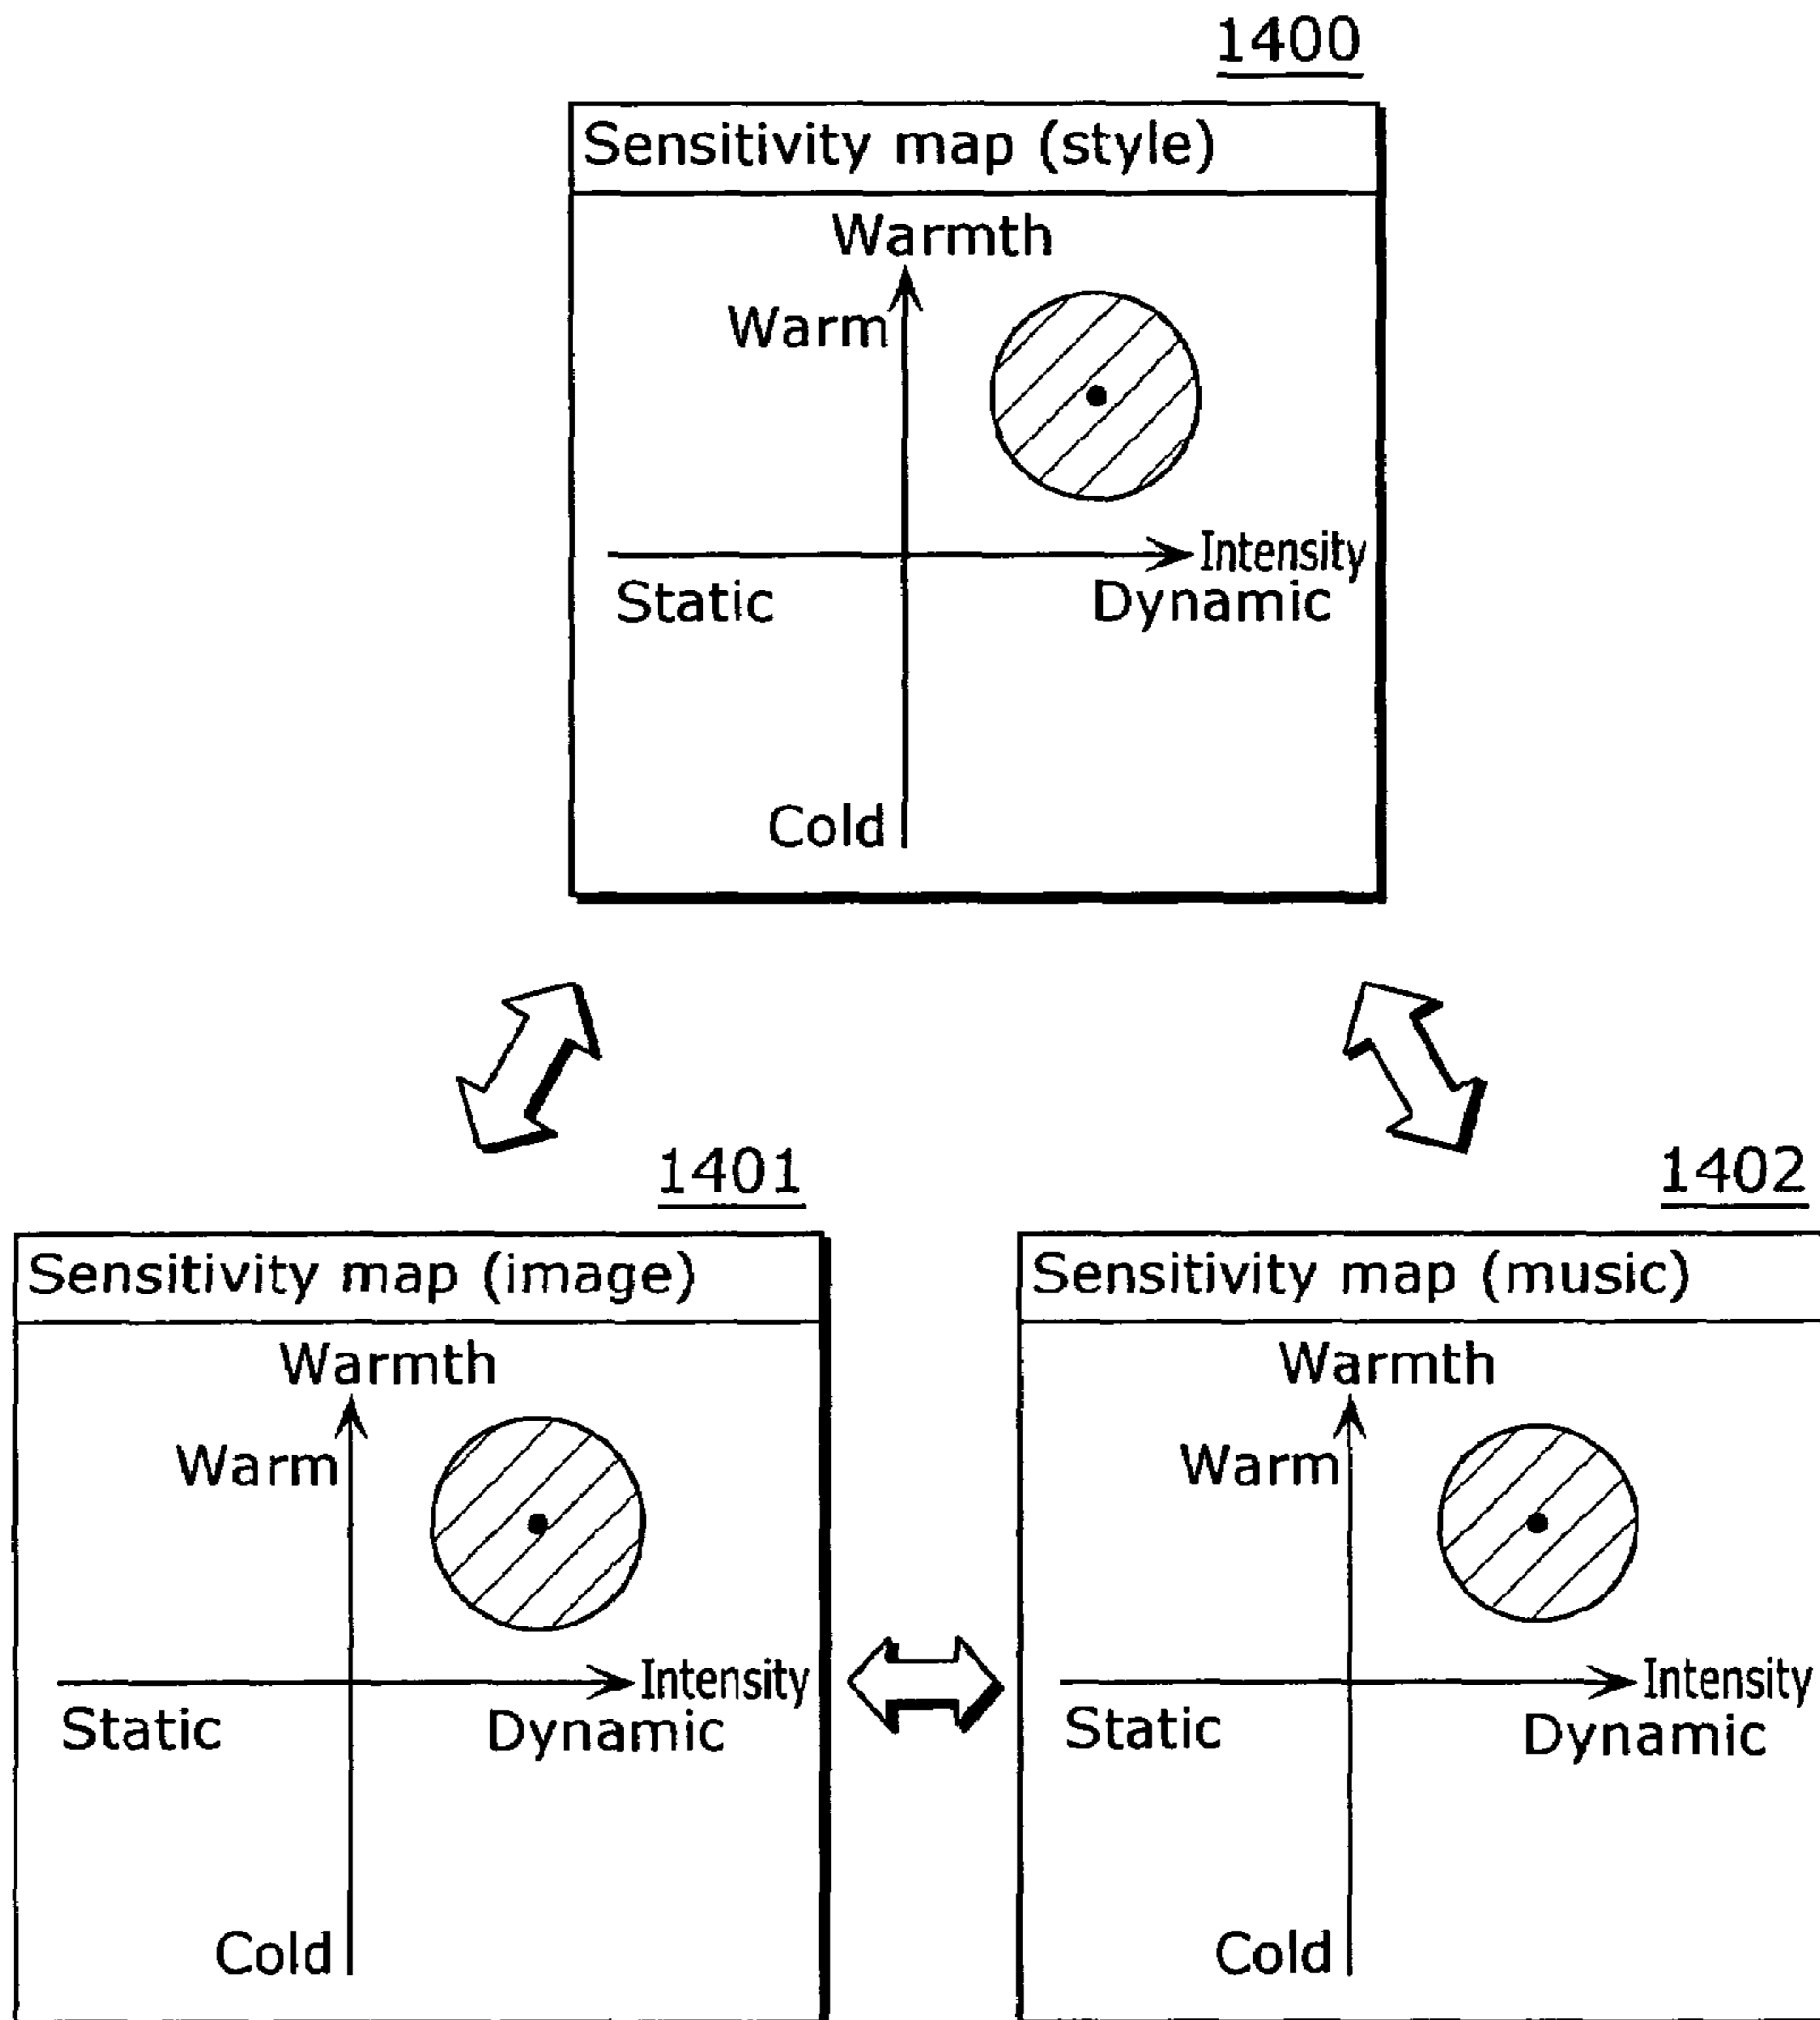 1400
Sensitivity map (style)
Warmth
Warm
Intensity
Static
Dynamic
Cold
1401
Sensitivity map (image)
Warmth
Warm
Intensity
Static
Dynamic
Cold
1402
Sensitivity map (music)
Warmth
Warm
Intensity
Static
Dynamic
Cold